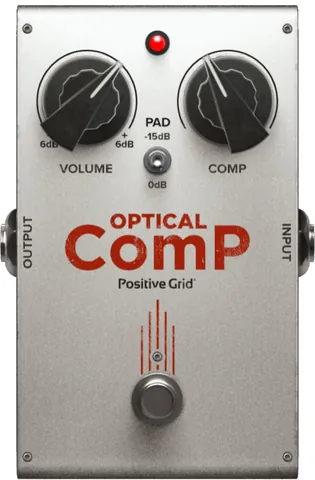 PAD
-15dB
6dB
+
6dB
VOLUME
COMP
0dB
OUTPUT
INPUT
OPTICAL
ComP
Positive Grid